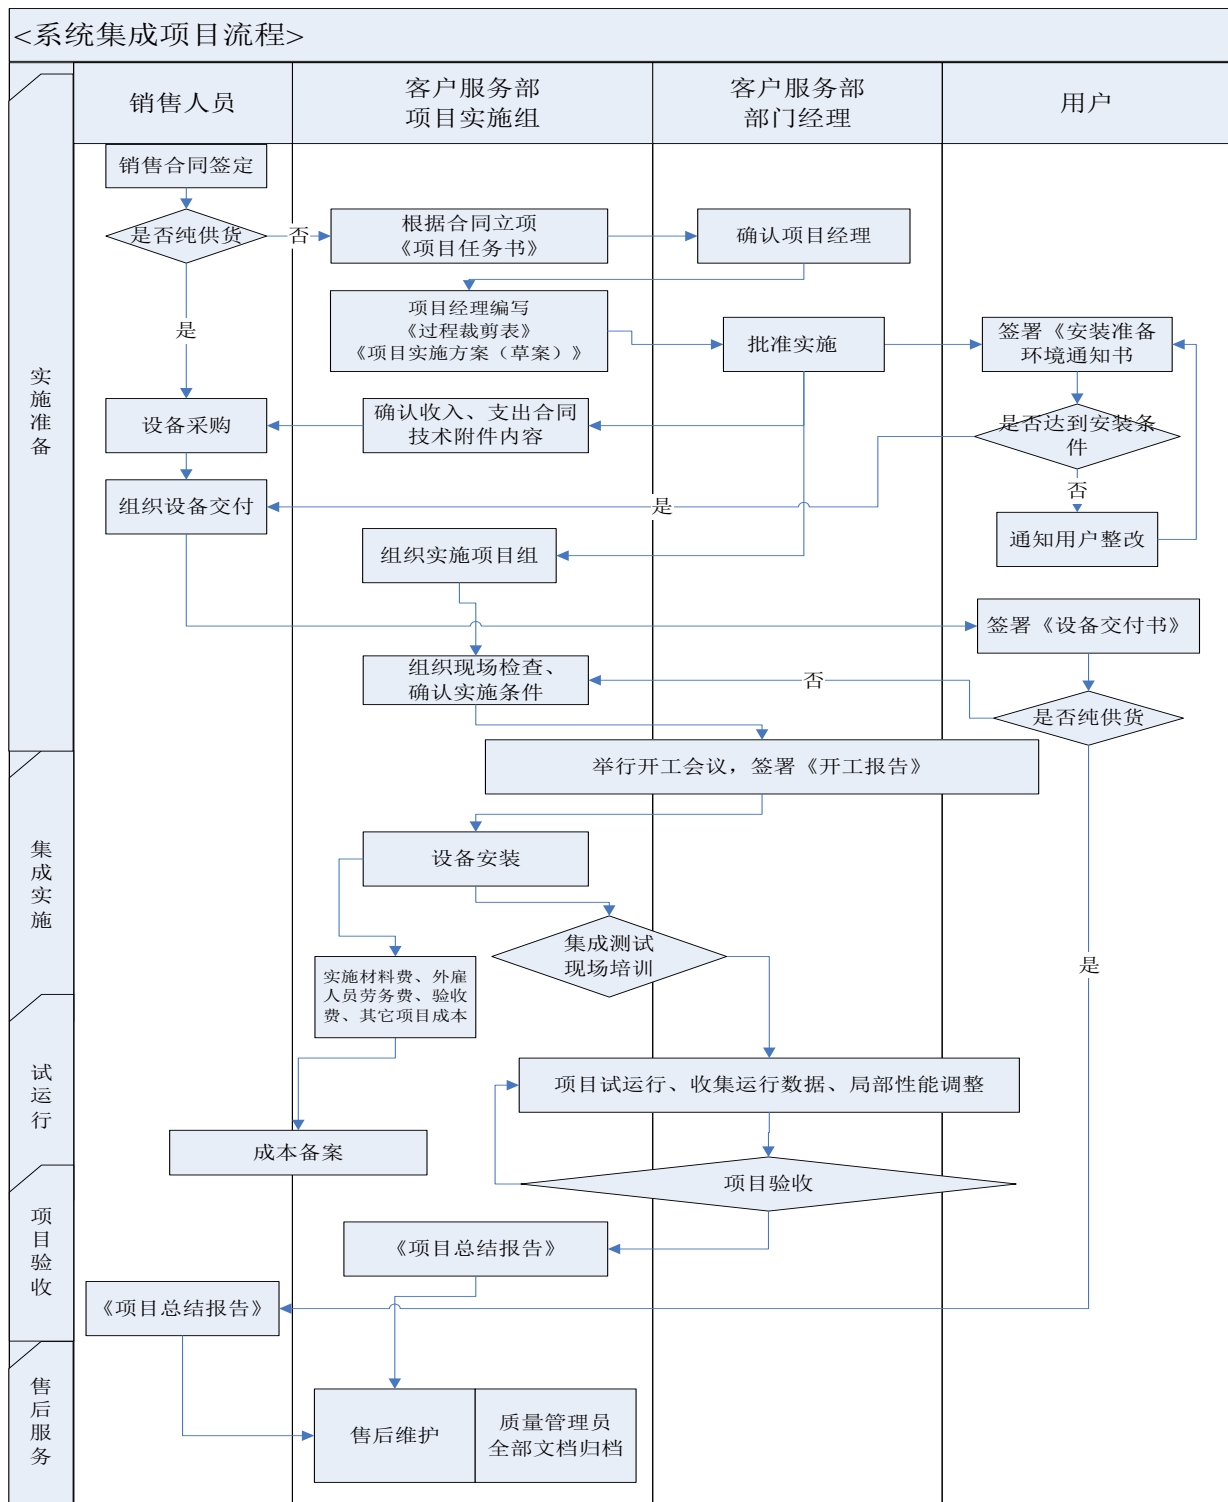 <系统集成项目流程>
销售人员
客户服务部
项目实施组
客户服务部
部门经理
用户
实施准备
销售合同签定
是否纯供货
否
根据合同立项
《项目任务书》
确认项目经理
项目经理编写
《过程裁剪表》
《项目实施方案（草案）》
是
批准实施
签署《安装准备
环境通知书
设备采购
确认收入、支出合同
技术附件内容
是否达到安装条
件
否
组织设备交付
是
通知用户整改
组织实施项目组
签署《设备交付书》
组织现场检查、
确认实施条件
否
是否纯供货
举行开工会议，签署《开工报告》
集成实施
设备安装
集成测试
现场培训
是
实施材料费、外雇
人员劳务费、验收
费、其它项目成本
试运行
项目试运行、收集运行数据、局部性能调整
成本备案
项目验收
项目验收
《项目总结报告》
《项目总结报告》
售后服务
售后维护
质量管理员
全部文档归档